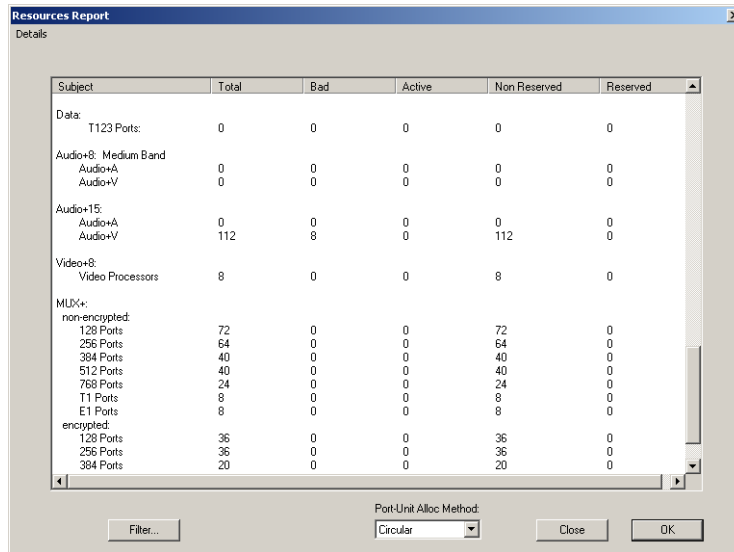 Resources Report
Details
Subject Total Bad Active Non Reserved Reserved
Data:
T123 Ports: 0 0 0 0 0
Audio+8: Medium Band
Audio+A 0 0 0 0 0
Audio+V 0 0 0 0 0
Audio+15:
Audio+A 0 0 0 0 0
Audio+V 112 8 0 112 0
Video+8:
Video Processors 8 0 0 8 0
MUX+:
non-encrypted:
128 Ports 72 0 0 72 0
256 Ports 64 0 0 64 0
384 Ports 40 0 0 40 0
512 Ports 40 0 0 40 0
768 Ports 24 0 0 24 0
T1 Ports 8 0 0 8 0
E1 Ports 8 0 0 8 0
encrypted:
128 Ports 36 0 0 36 0
256 Ports 36 0 0 36 0
384 Ports 20 0 0 20 0
Port-Unit Alloc Method:
Filter... Circular Close OK